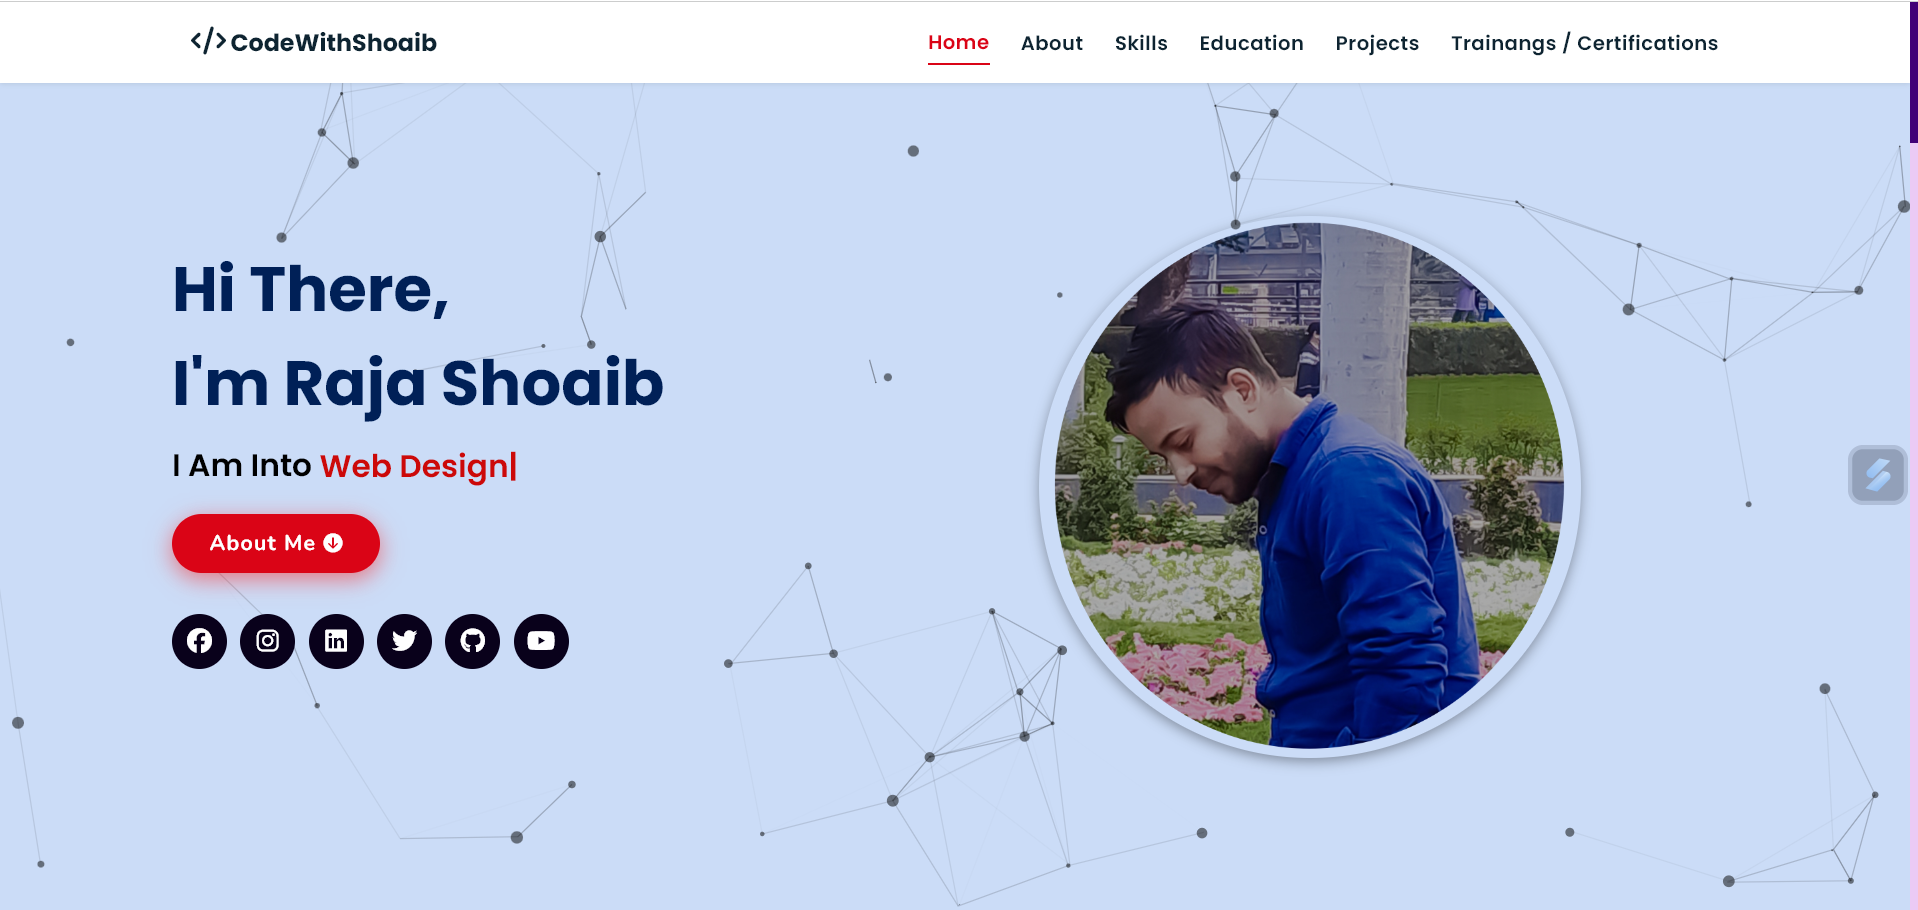 </>CodeWithShoaib
Home About Skills Education Projects Trainangs / Certifications
Hi There,
I'm Raja Shoaib
I Am Into Web Design|
About Me